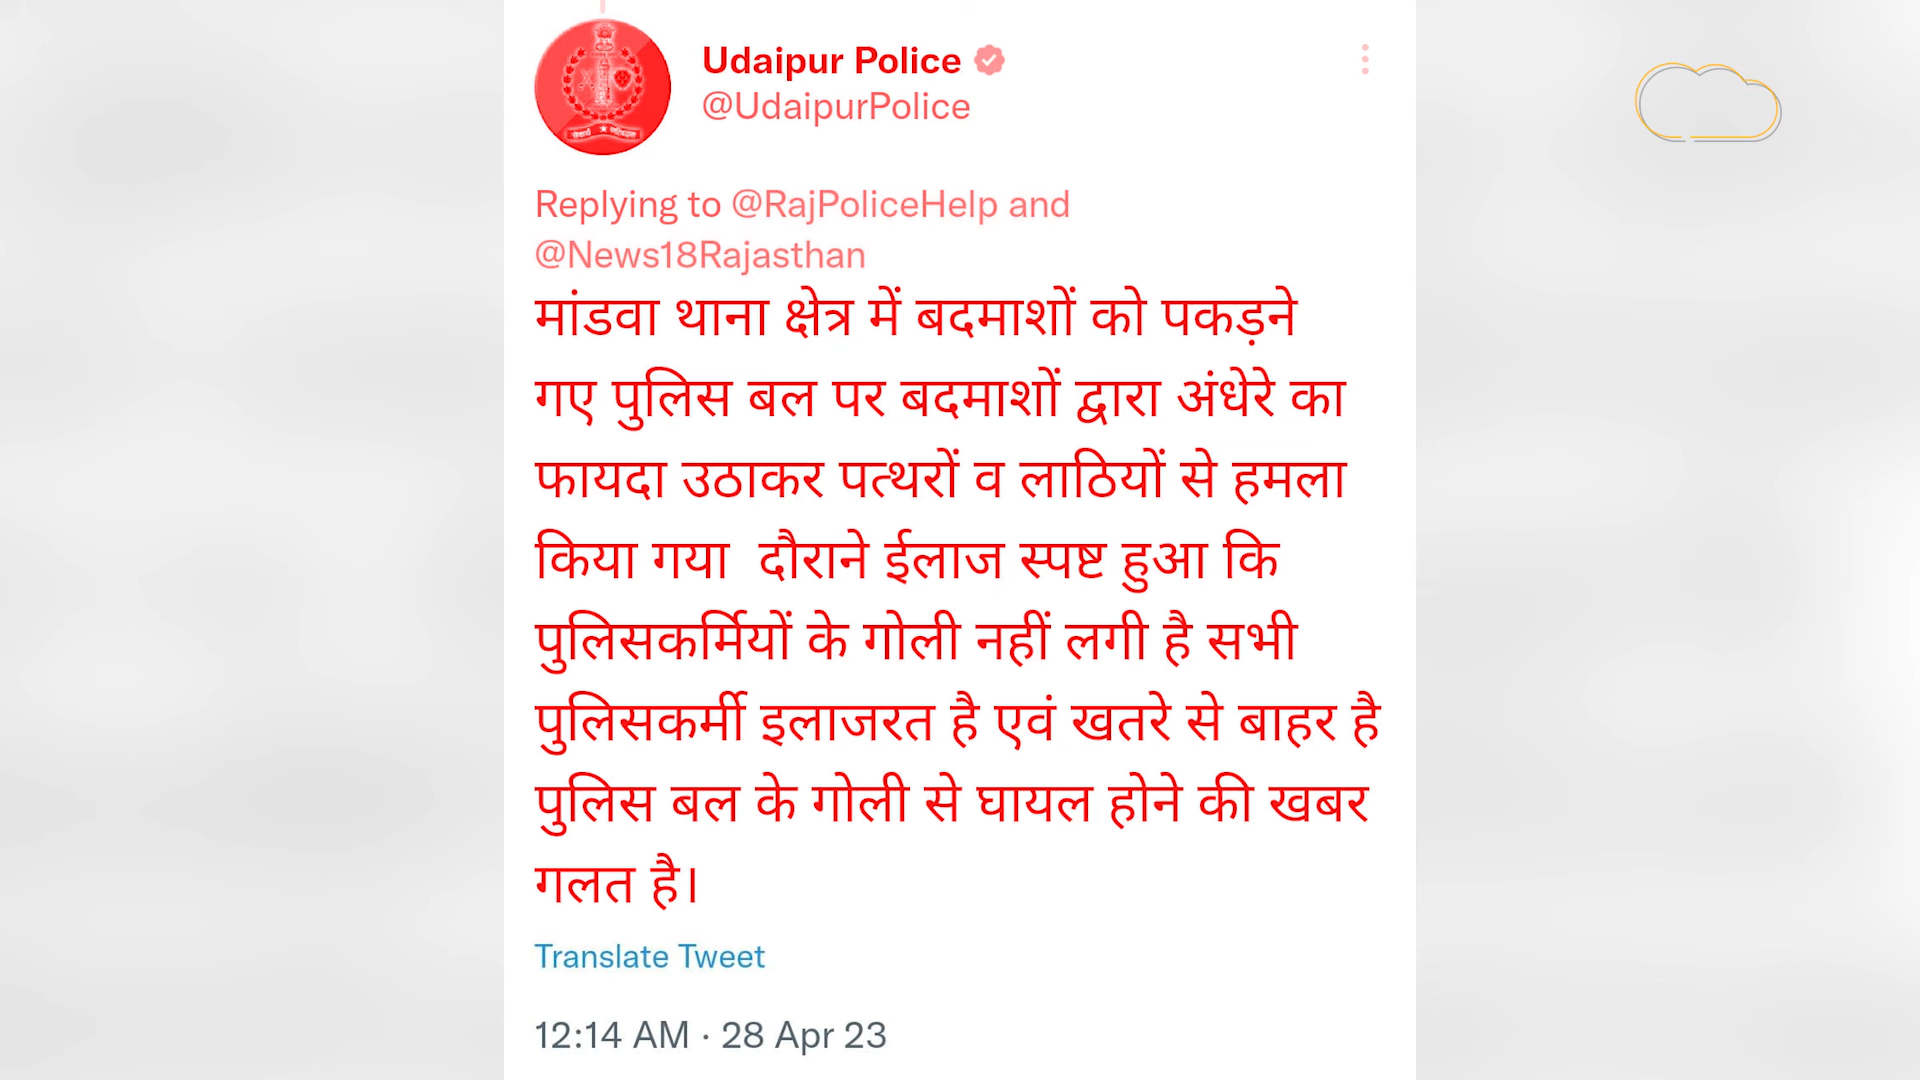 Udaipur Police
@UdaipurPolice
Replying to @RajPoliceHelp and
@News18Rajasthan
मांडवा थाना क्षेत्र में बदमाशों को पकड़ने
गए पुलिस बल पर बदमाशों द्वारा अंधेरे का
फायदा उठाकर पत्थरों व लाठियों से हमला
किया गया  दौराने ईलाज स्पष्ट हुआ कि
पुलिसकर्मियों के गोली नहीं लगी है सभी
पुलिसकर्मी इलाजरत है एवं खतरे से बाहर है
पुलिस बल के गोली से घायल होने की खबर
गलत है।
Translate Tweet
12:14 AM · 28 Apr 23